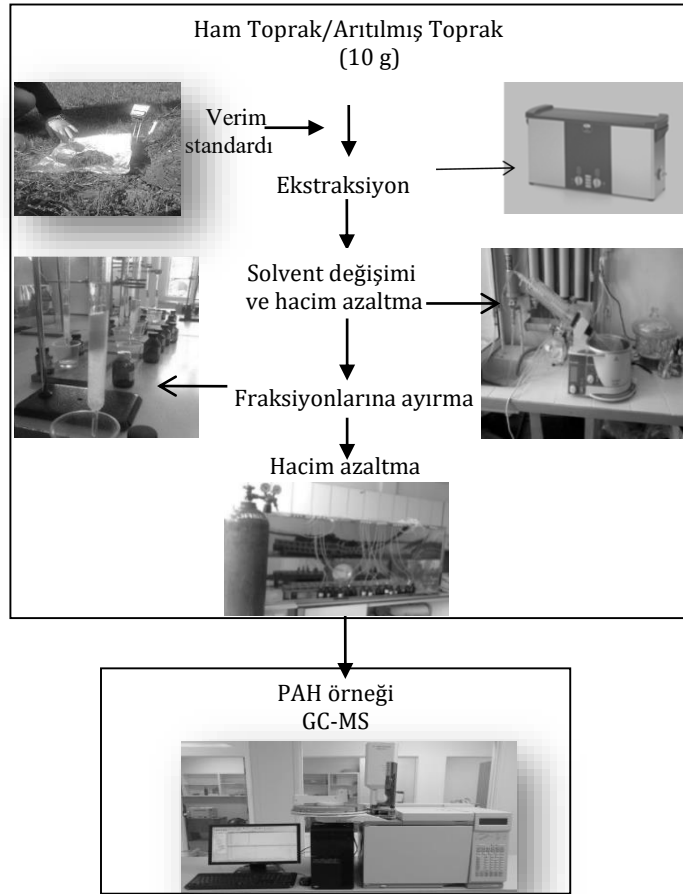 Ham Toprak/Arıtılmış Toprak
(10 g)
Verim
standardı
Ekstraksiyon
Solvent değişimi
ve hacim azaltma
Fraksiyonlarına ayırma
Hacim azaltma
PAH örneği
GC-MS